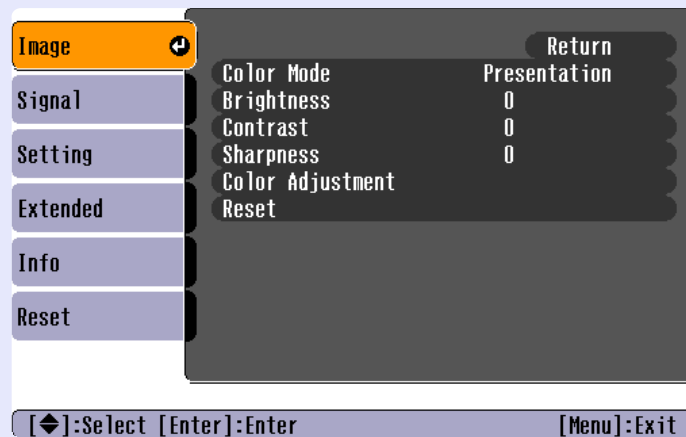 Image
Signal
Setting
Extended
Info
Reset
Return
Color Mode Presentation
Brightness 0
Contrast 0
Sharpness 0
Color Adjustment
Reset
[◆]:Select [Enter]:Enter [Menu]:Exit